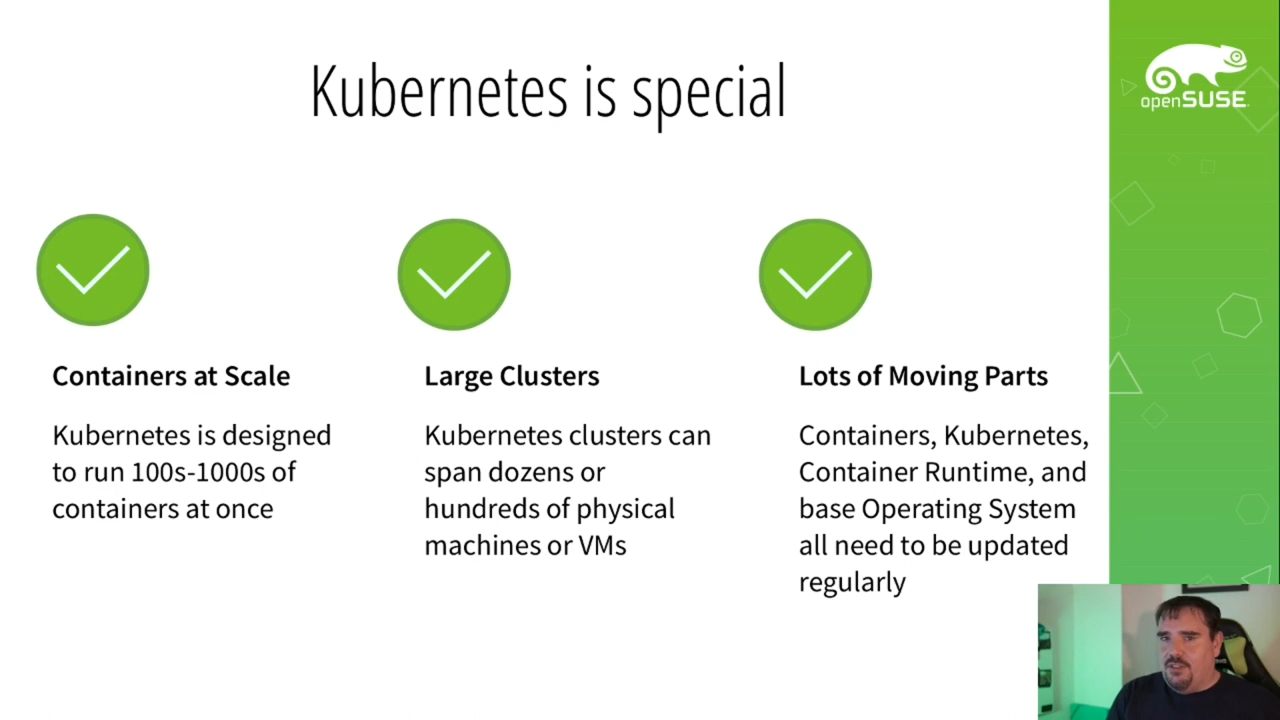 Kubernetes is special
openSUSE
Containers at Scale
Kubernetes is designed
to run 100s-1000s of
containers at once
Large Clusters
Kubernetes clusters can
span dozens or
hundreds of physical
machines or VMs
Lots of Moving Parts
Containers, Kubernetes,
Container Runtime, and
base Operating System
all need to be updated
regularly